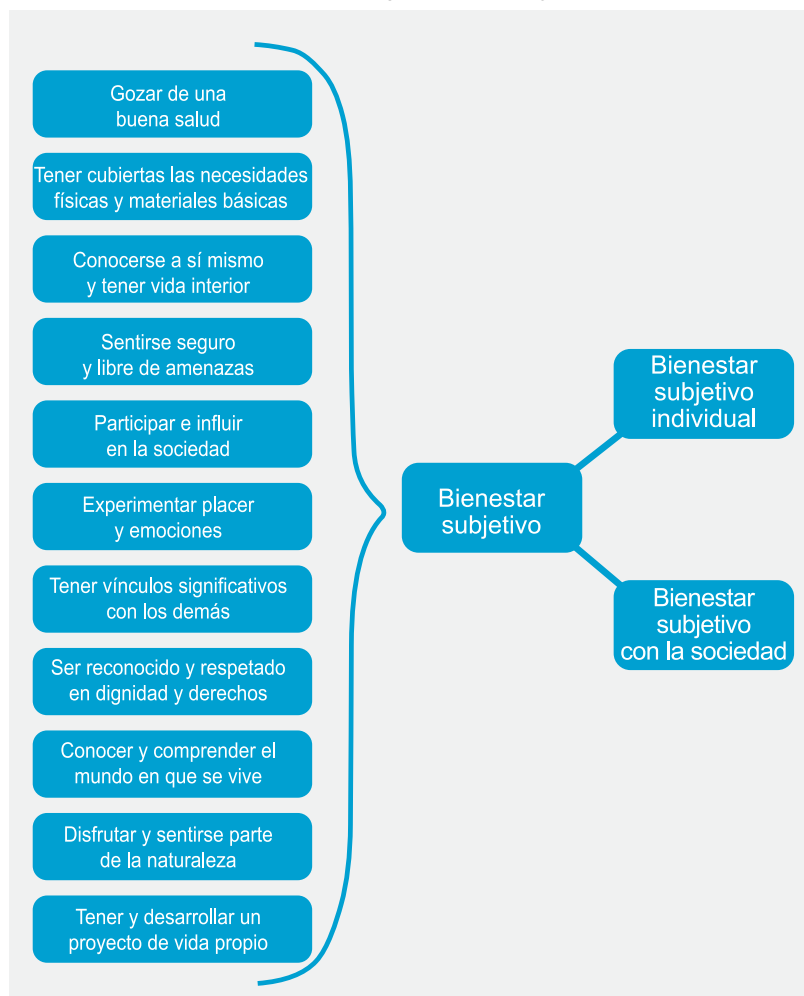 Gozar de una
buena salud
Tener cubiertas las necesidades
físicas y materiales básicas
Conocerse a sí mismo
y tener vida interior
Sentirse seguro
y libre de amenazas
Participar e influir
en la sociedad
Experimentar placer
y emociones
Tener vínculos significativos
con los demás
Ser reconocido y respetado
en dignidad y derechos
Conocer y comprender el
mundo en que se vive
Disfrutar y sentirse parte
de la naturaleza
Tener y desarrollar un
proyecto de vida propio
Bienestar
subjetivo
Bienestar
subjetivo
individual
Bienestar
subjetivo
con la sociedad